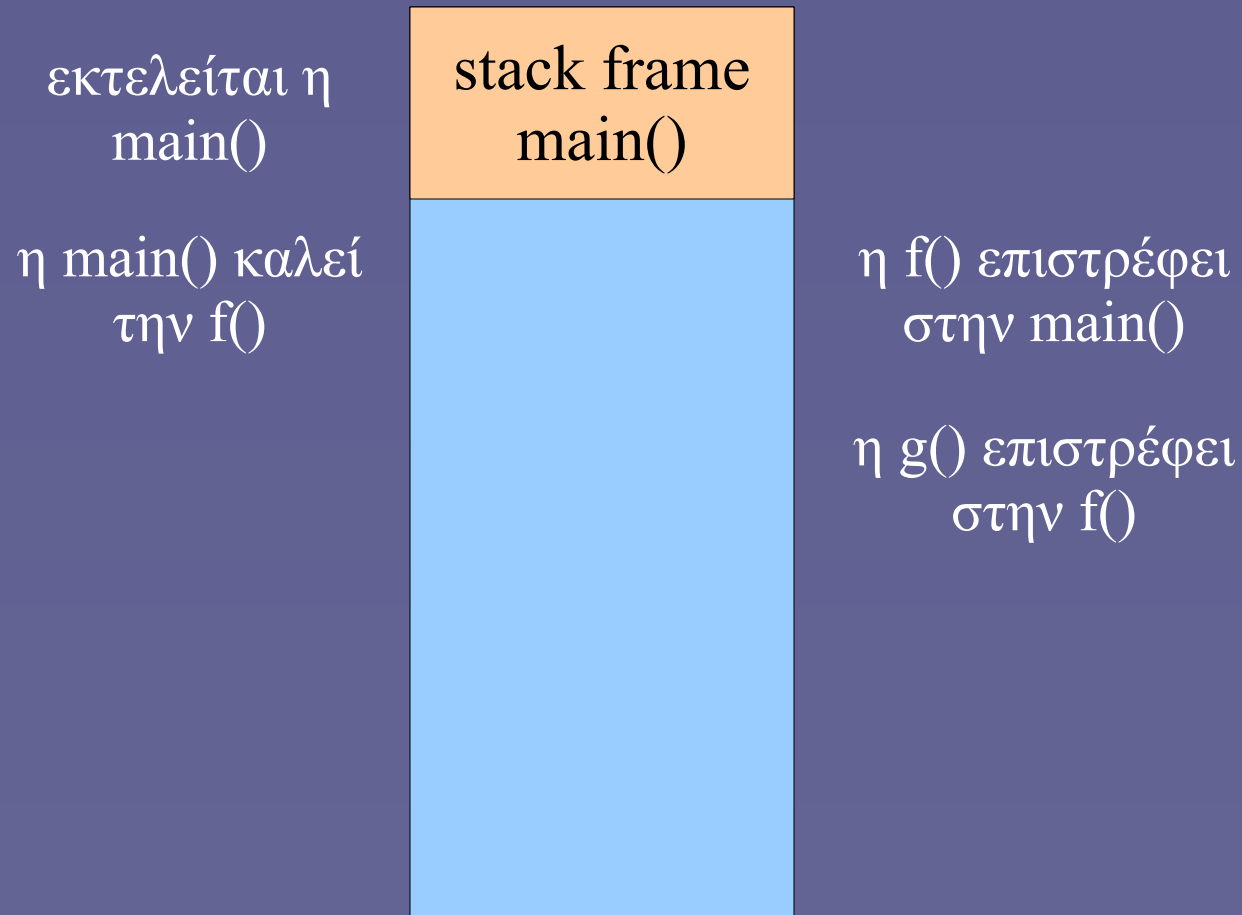 εκτελείται η
main()
η main() καλεί
την f()
stack frame
main()
η f() επιστρέφει
στην main()
η g() επιστρέφει
στην f()